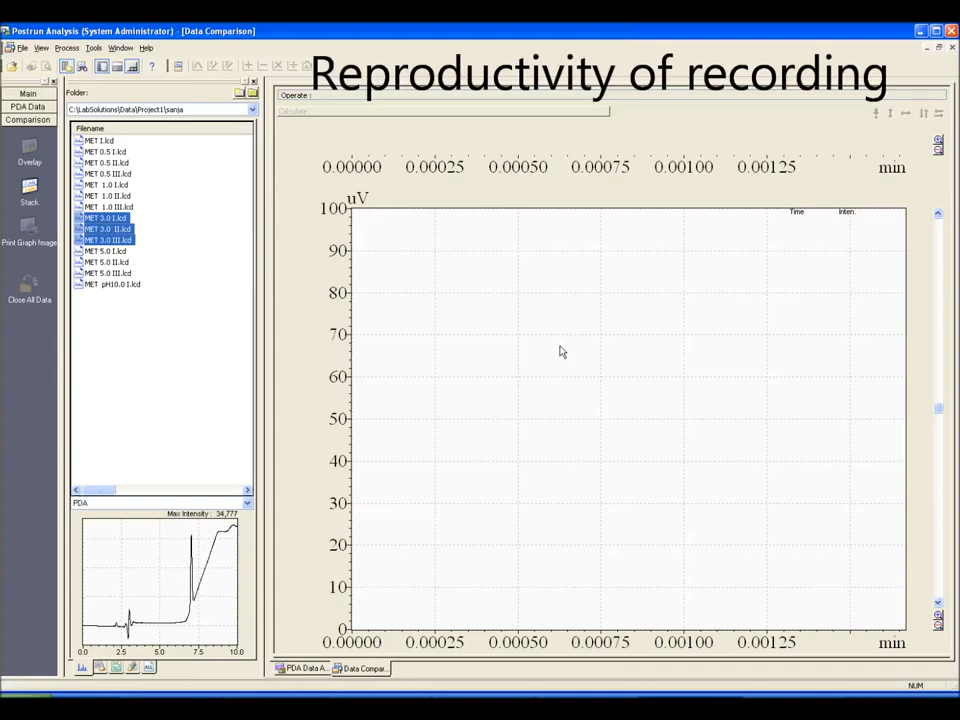 Postrun Analysis (System Administrator) - [Data Comparison]
File View Process Tools Window Help
Reproductivity of recording
Main
PDA Data
Comparison
Overlay
Stack
Print Graph Image
Close All Data
Folder:
C:\LabSolutions\Data\Project1\sanja
Filename
MET I.lcd
MET 0.5 I.lcd
MET 0.5 II.lcd
MET 0.5 III.lcd
MET 1.0 I.lcd
MET 1.0 II.lcd
MET 1.0 III.lcd
MET 3.0 I.lcd
MET 3.0 II.lcd
MET 3.0 III.lcd
MET 5.0 I.lcd
MET 5.0 II.lcd
MET 5.0 III.lcd
MET pH10.0 I.lcd
PDA
Max Intensity : 34,777
0.0 2.5 5.0 7.5 10.0
ALL
Operate :
Calculate:
0.00000 0.00025 0.00050 0.00075 0.00100 0.00125 min
uV
Time Inten.
100
90
80
70
60
50
40
30
20
10
0
0.00000 0.00025 0.00050 0.00075 0.00100 0.00125 min
PDA Data A... Data Compar...
NUM